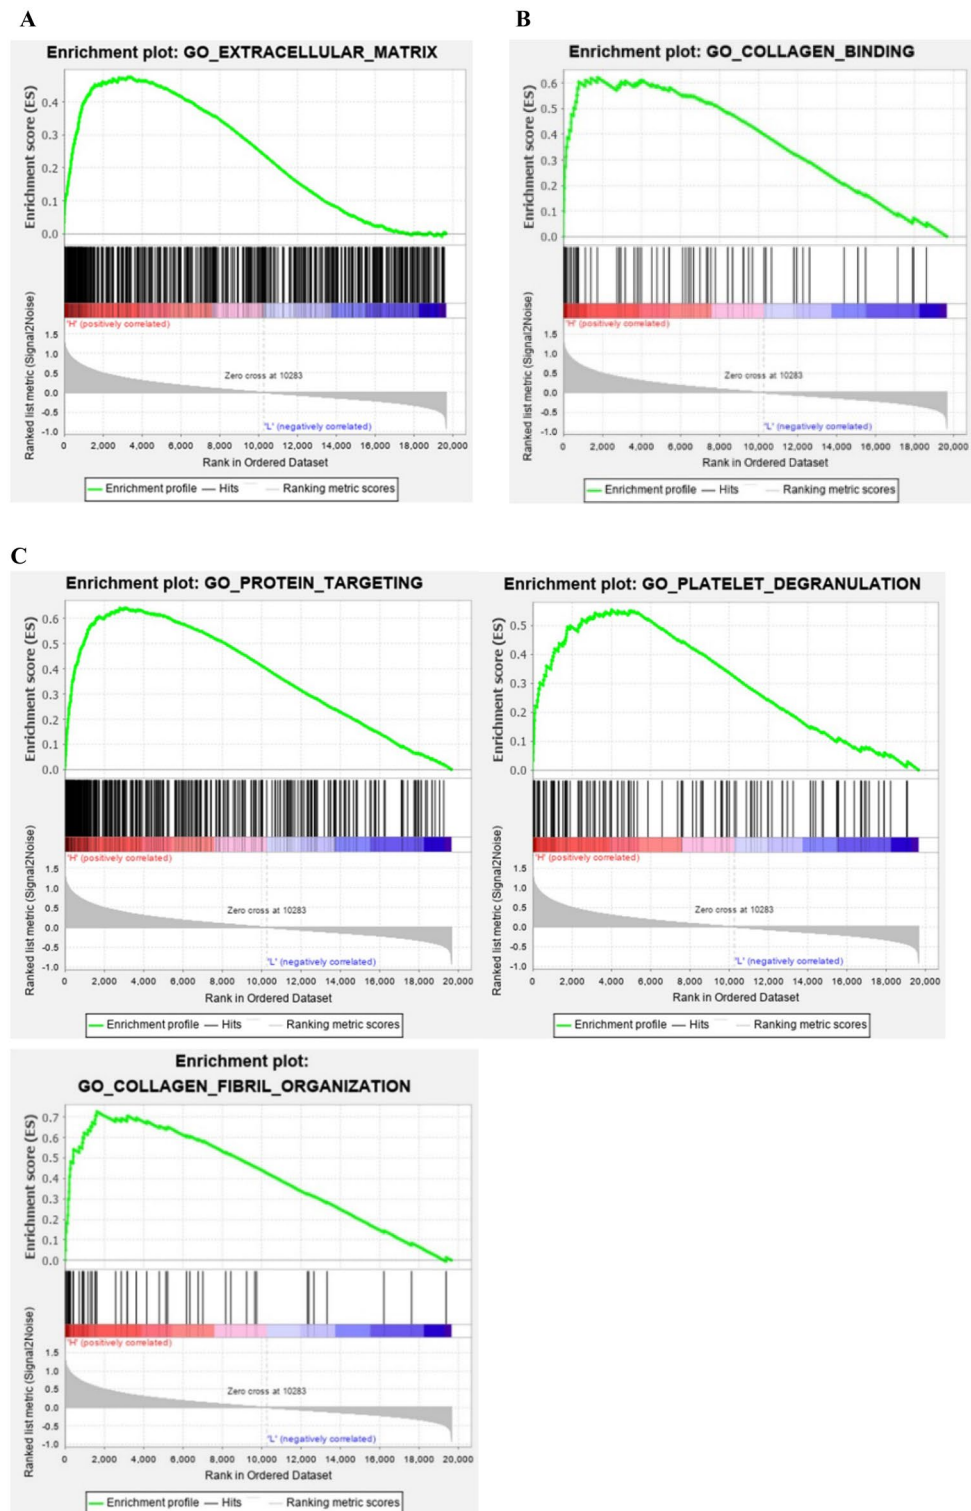 A
Enrichment plot: GO_EXTRACELLULAR_MATRIX
Enrichment score (ES)
0.4
0.3
0.2
0.1
0.0
'H' (positively correlated)
Ranked list metric (Signal2Noise)
1.5
1.0
0.5
0.0
-0.5
-1.0
Zero cross at 10283
'L' (negatively correlated)
0 2,000 4,000 6,000 8,000 10,000 12,000 14,000 16,000 18,000 20,000
Rank in Ordered Dataset
Enrichment profile Hits Ranking metric scores
B
Enrichment plot: GO_COLLAGEN_BINDING
Enrichment score (ES)
0.6
0.5
0.4
0.3
0.2
0.1
0.0
'H' (positively correlated)
Ranked list metric (Signal2Noise)
1.5
1.0
0.5
0.0
-0.5
-1.0
Zero cross at 10283
'L' (negatively correlated)
0 2,000 4,000 6,000 8,000 10,000 12,000 14,000 16,000 18,000 20,000
Rank in Ordered Dataset
Enrichment profile Hits Ranking metric scores
C
Enrichment plot: GO_PROTEIN_TARGETING
Enrichment score (ES)
0.6
0.5
0.4
0.3
0.2
0.1
0.0
'H' (positively correlated)
Ranked list metric (Signal2Noise)
1.5
1.0
0.5
0.0
-0.5
-1.0
Zero cross at 10283
'L' (negatively correlated)
0 2,000 4,000 6,000 8,000 10,000 12,000 14,000 16,000 18,000 20,000
Rank in Ordered Dataset
Enrichment profile Hits Ranking metric scores
Enrichment plot: GO_PLATELET_DEGRANULATION
Enrichment score (ES)
0.5
0.4
0.3
0.2
0.1
0.0
'H' (positively correlated)
Ranked list metric (Signal2Noise)
1.5
1.0
0.5
0.0
-0.5
-1.0
Zero cross at 10283
'L' (negatively correlated)
0 2,000 4,000 6,000 8,000 10,000 12,000 14,000 16,000 18,000 20,000
Rank in Ordered Dataset
Enrichment profile Hits Ranking metric scores
Enrichment plot:
GO_COLLAGEN_FIBRIL_ORGANIZATION
Enrichment score (ES)
0.7
0.6
0.5
0.4
0.3
0.2
0.1
0.0
'H' (positively correlated)
Ranked list metric (Signal2Noise)
1.5
1.0
0.5
0.0
-0.5
-1.0
Zero cross at 10283
'L' (negatively correlated)
0 2,000 4,000 6,000 8,000 10,000 12,000 14,000 16,000 18,000 20,000
Rank in Ordered Dataset
Enrichment profile Hits Ranking metric scores